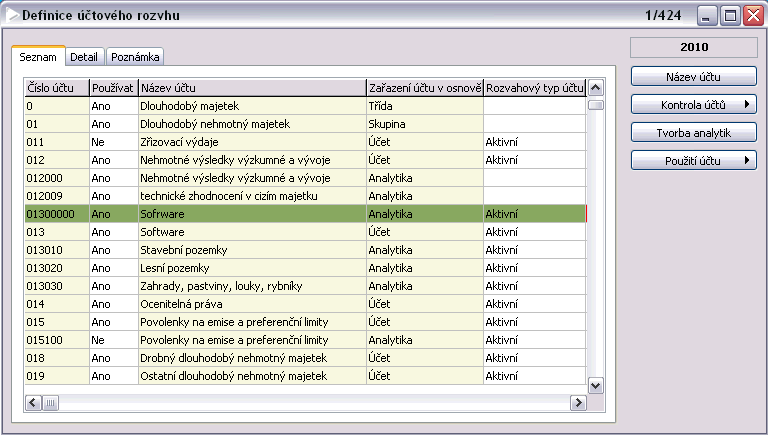 Definice účtového rozvhu 1/424
Seznam Detail Poznámka
Číslo účtu Používat Název účtu Zařazení účtu v osnově Rozvahový typ účtu
0 Ano Dlouhodobý majetek Třída
01 Ano Dlouhodobý nehmotný majetek Skupina
011 Ne Zřizovací výdaje Účet Aktivní
012 Ano Nehmotné výsledky výzkumné a vývoje Účet Aktivní
012000 Ano Nehmotné výsledky výzkumné a vývoje Analytika
012009 Ano technické zhodnocení v cizím majetku Analytika
01300000 Ano Sofrware Analytika Aktivní
013 Ano Software Účet Aktivní
013010 Ano Stavební pozemky Analytika Aktivní
013020 Ano Lesní pozemky Analytika Aktivní
013030 Ano Zahrady, pastviny, louky, rybníky Analytika Aktivní
014 Ano Ocenitelná práva Účet Aktivní
015 Ano Povolenky na emise a preferenční limity Účet Aktivní
015100 Ne Povolenky na emise a preferenční limity Analytika Aktivní
018 Ano Drobný dlouhodobý nehmotný majetek Účet Aktivní
019 Ano Ostatní dlouhodobý nehmotný majetek Účet Aktivní
2010
Název účtu
Kontrola účtů
Tvorba analytik
Použití účtu